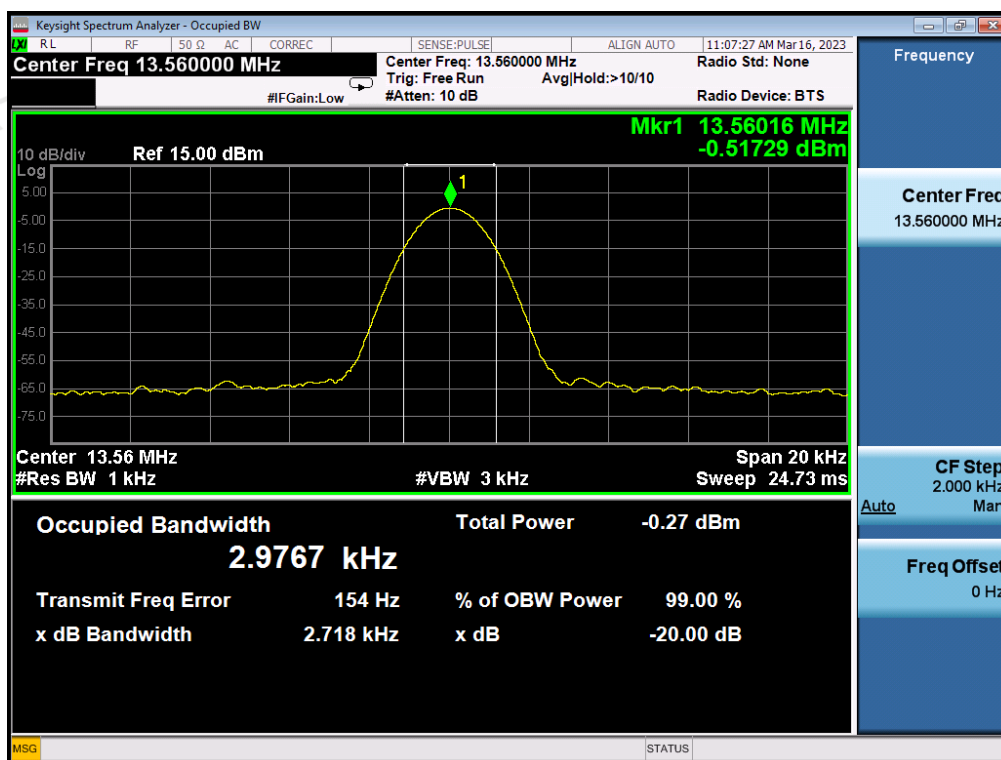 Keysight Spectrum Analyzer - Occupied BW
LXI RL RF 50 Ω AC CORREC SENSE:PULSE ALIGN AUTO 11:07:27 AM Mar 16, 2023
Center Freq 13.560000 MHz
Center Freq: 13.560000 MHz
Radio Std: None
Trig: Free Run Avg|Hold:>10/10
#IFGain:Low
#Atten: 10 dB
Radio Device: BTS
Mkr1 13.56016 MHz
-0.51729 dBm
10 dB/div Ref 15.00 dBm
Log
1
5.00
-5.00
-15.0
-25.0
-35.0
-45.0
-55.0
-65.0
-75.0
Center 13.56 MHz Span 20 kHz
#Res BW 1 kHz #VBW 3 kHz Sweep 24.73 ms
Occupied Bandwidth Total Power -0.27 dBm
2.9767 kHz
Transmit Freq Error 154 Hz % of OBW Power 99.00 %
x dB Bandwidth 2.718 kHz x dB -20.00 dB
Frequency
Center Freq
13.560000 MHz
CF Step
2.000 kHz
Auto Man
Freq Offset
0 Hz
MSG STATUS